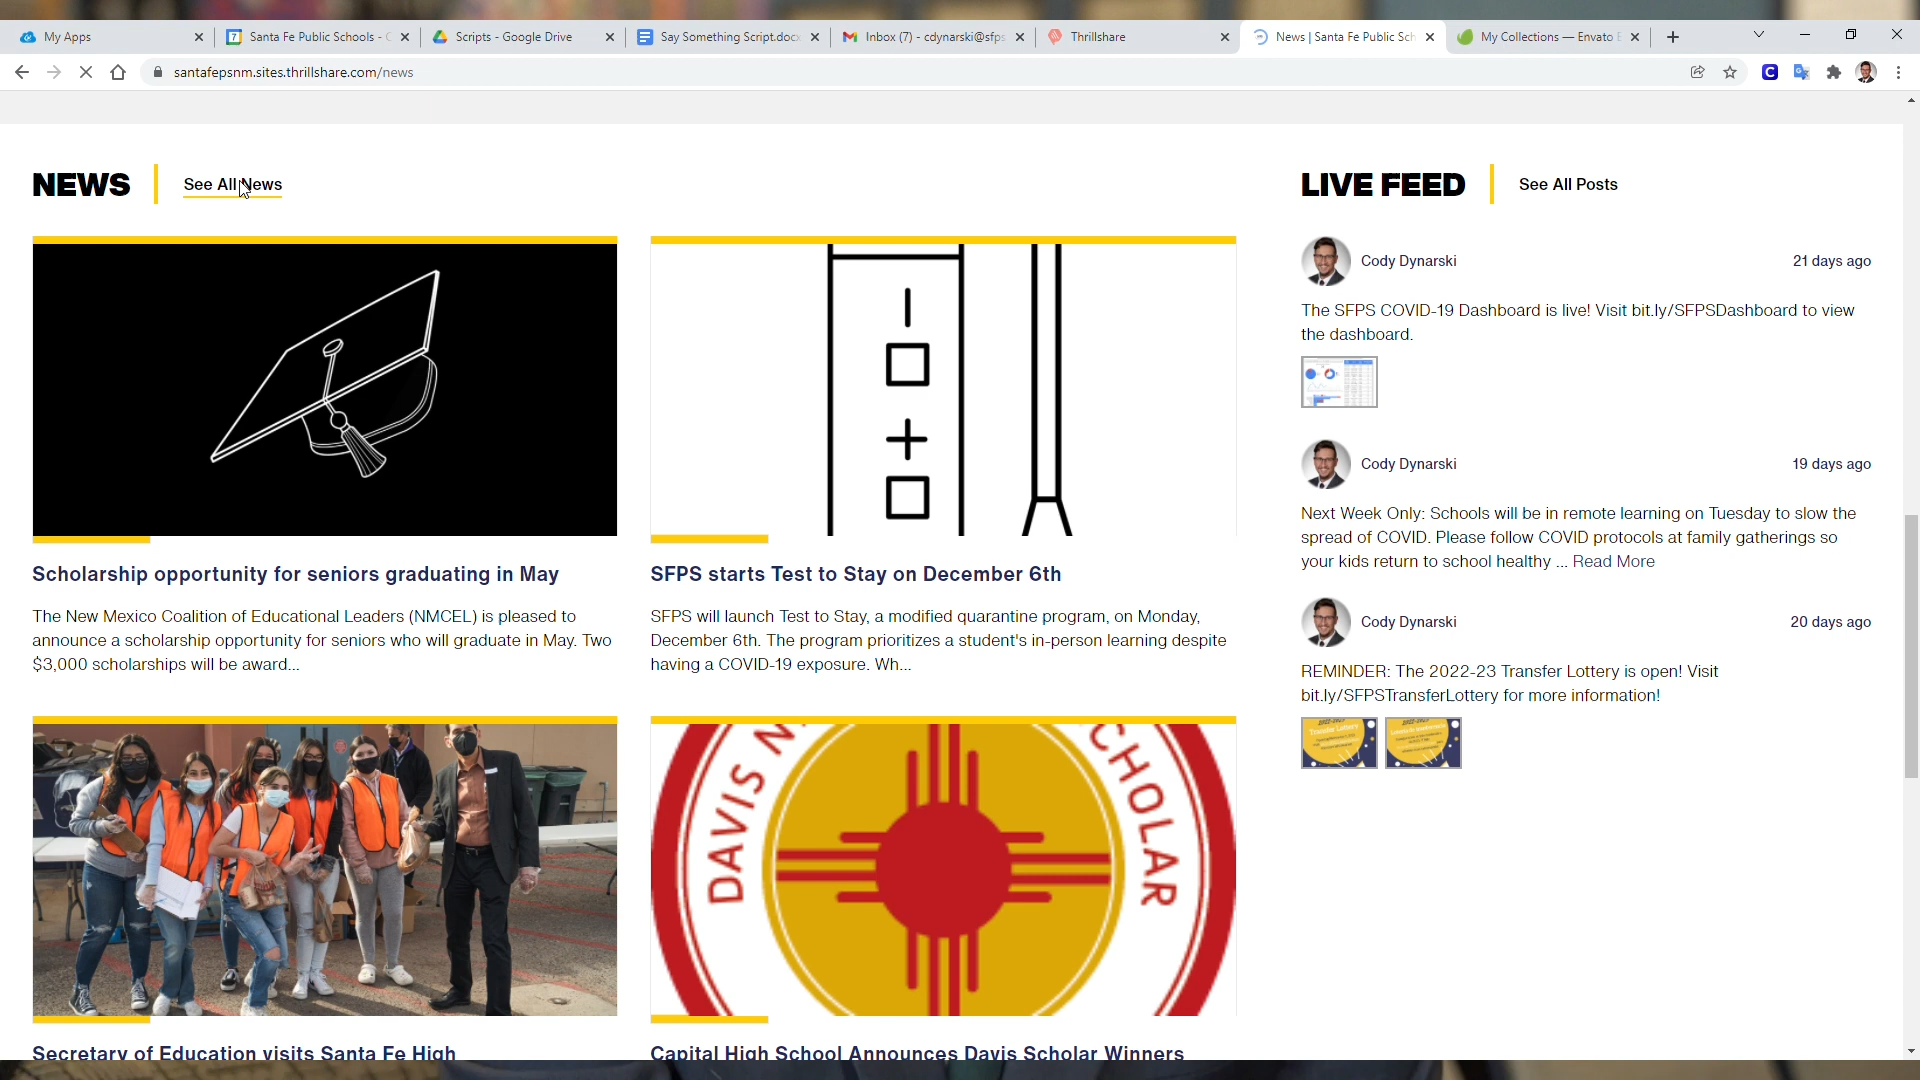 My Apps
Santa Fe Public Schools - C
Scripts - Google Drive
Say Something Script.docx
Inbox (7) - cdynarski@sfps
Thrillshare
News | Santa Fe Public Sch
My Collections — Envato E
santafepsnm.sites.thrillshare.com/news
NEWS
See All News
LIVE FEED
See All Posts
Cody Dynarski
21 days ago
The SFPS COVID-19 Dashboard is live! Visit bit.ly/SFPSDashboard to view
the dashboard.
Cody Dynarski
19 days ago
Next Week Only: Schools will be in remote learning on Tuesday to slow the
spread of COVID. Please follow COVID protocols at family gatherings so
your kids return to school healthy ... Read More
Cody Dynarski
20 days ago
REMINDER: The 2022-23 Transfer Lottery is open! Visit
bit.ly/SFPSTransferLottery for more information!
Scholarship opportunity for seniors graduating in May
The New Mexico Coalition of Educational Leaders (NMCEL) is pleased to
announce a scholarship opportunity for seniors who will graduate in May. Two
$3,000 scholarships will be award...
SFPS starts Test to Stay on December 6th
SFPS will launch Test to Stay, a modified quarantine program, on Monday,
December 6th. The program prioritizes a student's in-person learning despite
having a COVID-19 exposure. Wh...
DAVIS N
CHOLAR
Secretary of Education visits Santa Fe High
Capital High School Announces Davis Scholar Winners